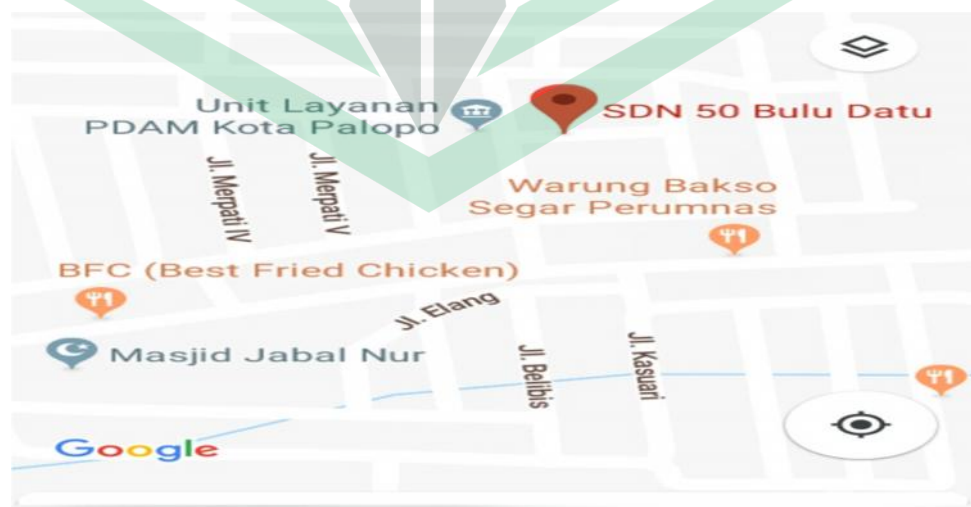 Unit Layanan
PDAM Kota Palopo
SDN 50 Bulu Datu
Jl. Merpati IV
Jl. Merpati V
Warung Bakso
Segar Perumnas
BFC (Best Fried Chicken)
Jl. Elang
Masjid Jabal Nur
Jl. Belibis
Jl. Kasuari
Google